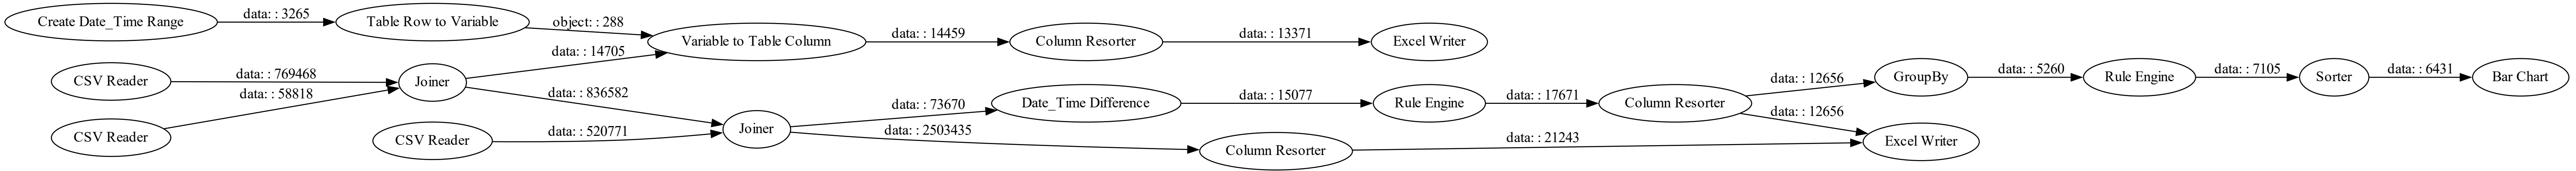 Create Date_Time Range
data: : 3265
Table Row to Variable
object: : 288
Variable to Table Column
data: : 14459
Column Resorter
data: : 13371
Excel Writer
CSV Reader
data: : 769468
Joiner
data: : 14705
CSV Reader
data: : 58818
data: : 836582
CSV Reader
data: : 520771
Joiner
data: : 73670
Date_Time Difference
data: : 15077
Rule Engine
data: : 17671
Column Resorter
data: : 12656
GroupBy
data: : 5260
Rule Engine
data: : 7105
Sorter
data: : 6431
Bar Chart
data: : 12656
Excel Writer
data: : 2503435
Column Resorter
data: : 21243